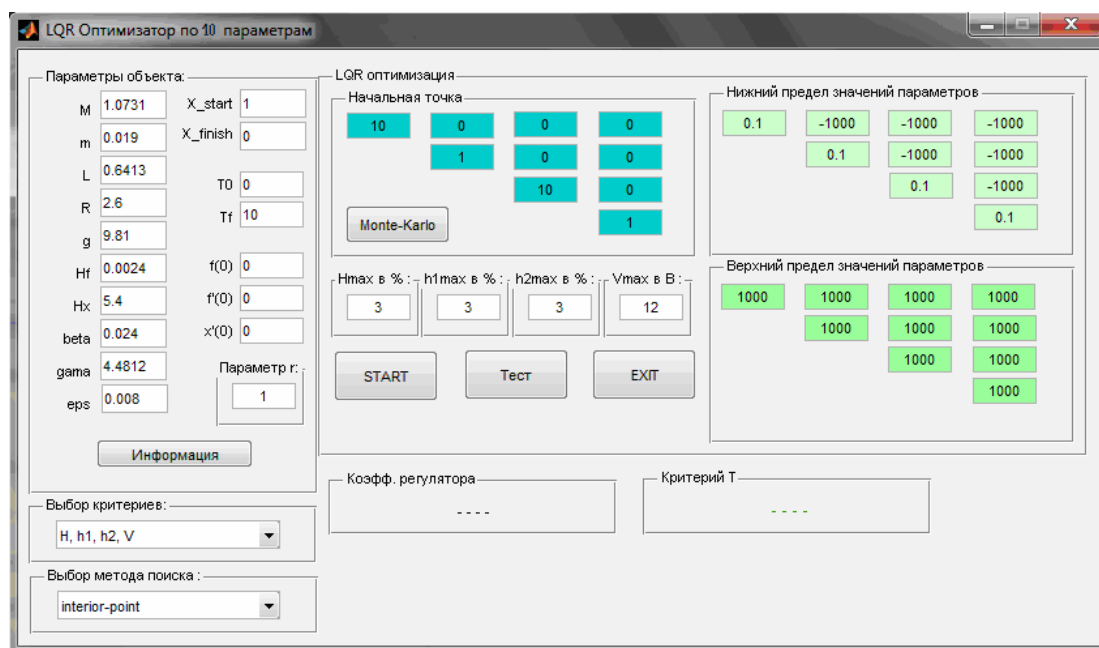 LQR Оптимизатор по 10 параметрам
Параметры объекта:
M 1.0731
m 0.019
L 0.6413
R 2.6
g 9.81
Hf 0.0024
Hx 5.4
beta 0.024
gama 4.4812
eps 0.008
X_start 1
X_finish 0
T0 0
Tf 10
f(0) 0
f'(0) 0
x'(0) 0
Параметр r:
1
Информация
LQR оптимизация
Начальная точка
10 0 0 0
1 0 0
10 0
1
Monte-Karlo
Hmax в % : h1max в % : h2max в % : Vmax в В :
3 3 3 12
START Тест EXIT
Нижний предел значений параметров
0.1 -1000 -1000 -1000
0.1 -1000 -1000
0.1 -1000
0.1
Верхний предел значений параметров
1000 1000 1000 1000
1000 1000 1000
1000 1000
1000
Выбор критериев:
H, h1, h2, V
Выбор метода поиска :
interior-point
Коэфф. регулятора
- - - -
Критерий Т
- - - -